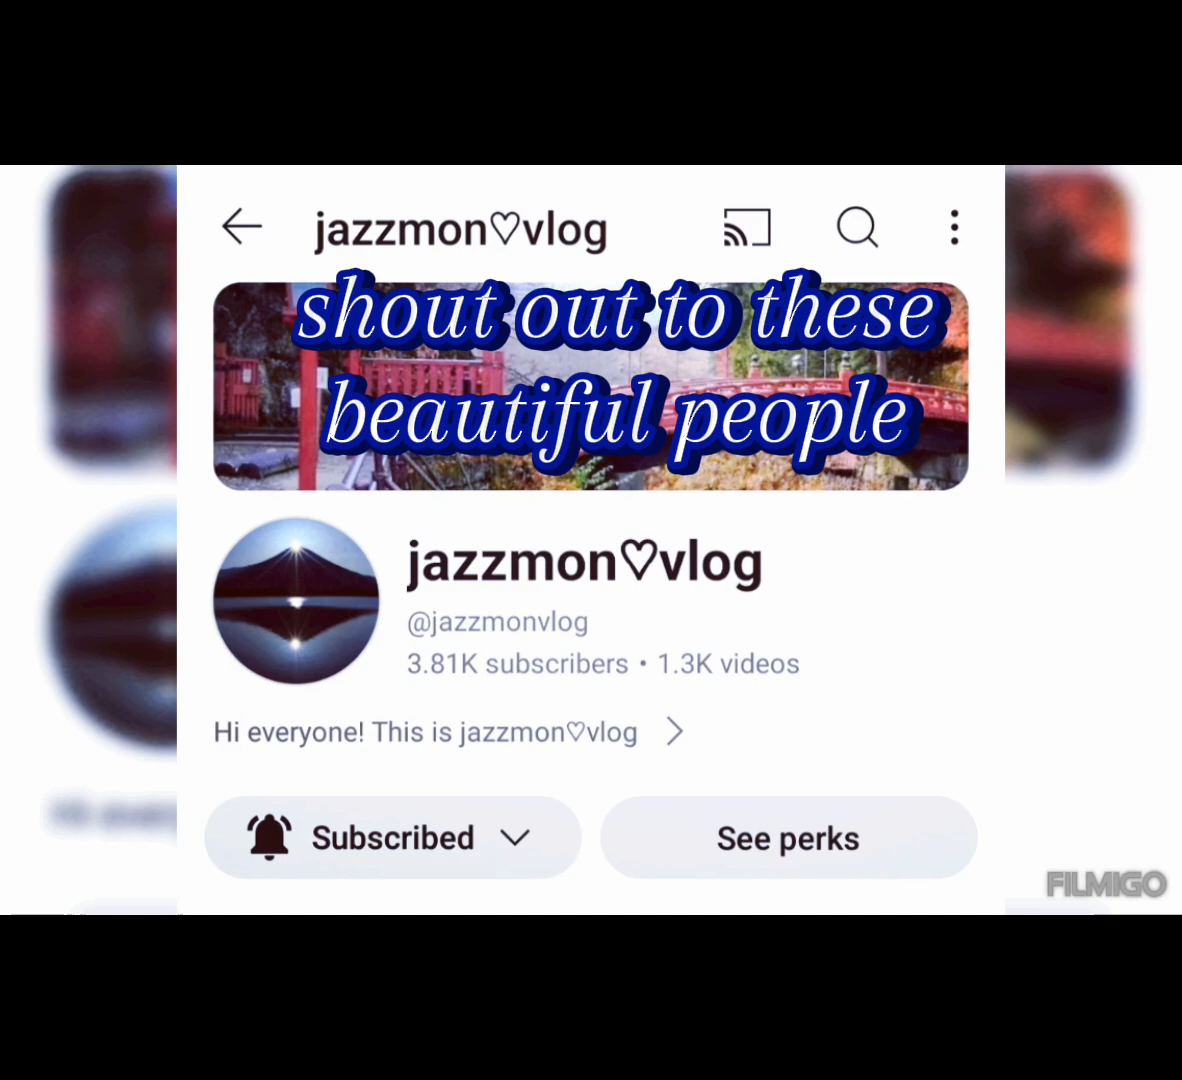 jazzmon♡vlog
shout out to these
beautiful people
jazzmon♡vlog
@jazzmonvlog
3.81K subscribers • 1.3K videos
Hi everyone! This is jazzmon♡vlog
Subscribed
See perks
FILMIGO